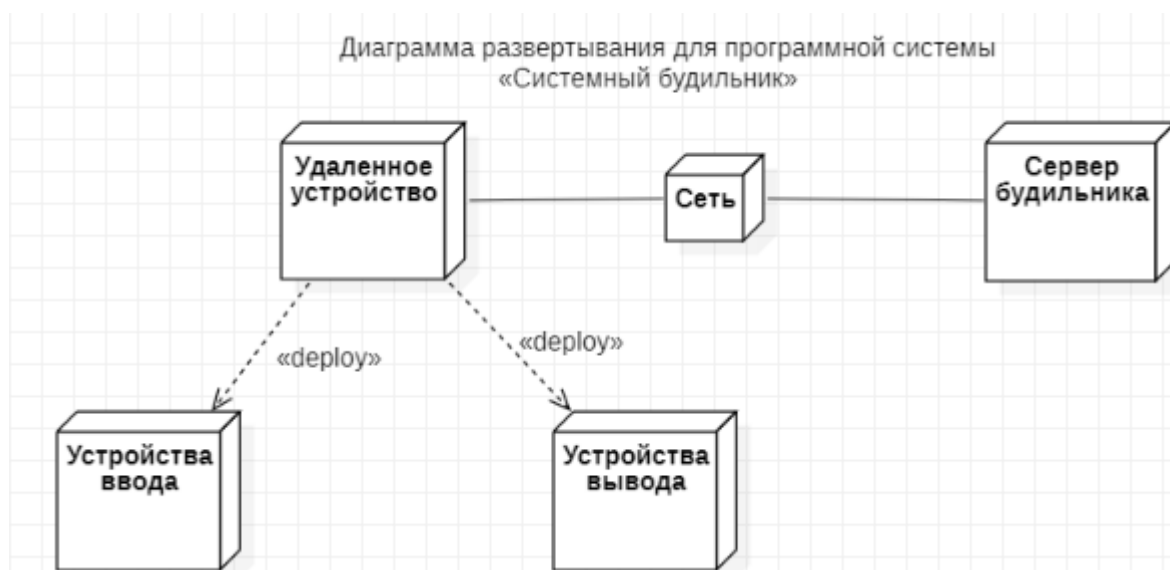 Диаграмма развертывания для программной системы
«Системный будильник»
Удаленное
устройство
Сеть
Сервер
будильника
«deploy»
«deploy»
Устройства
ввода
Устройства
вывода